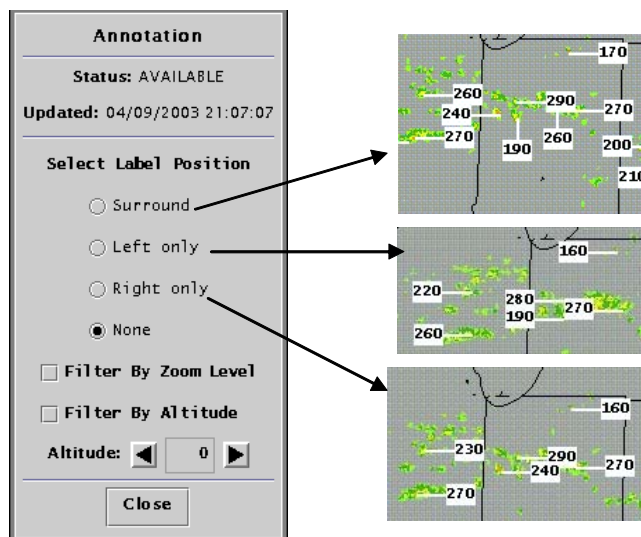 Annotation
Status: AVAILABLE
Updated: 04/09/2003 21:07:07
Select Label Position
Surround
Left only
Right only
None
Filter By Zoom Level
Filter By Altitude
Altitude: 0
Close
170
260
290
270
240
190
260
270
200
210
160
220
280
270
190
260
160
230
290
270
240
270